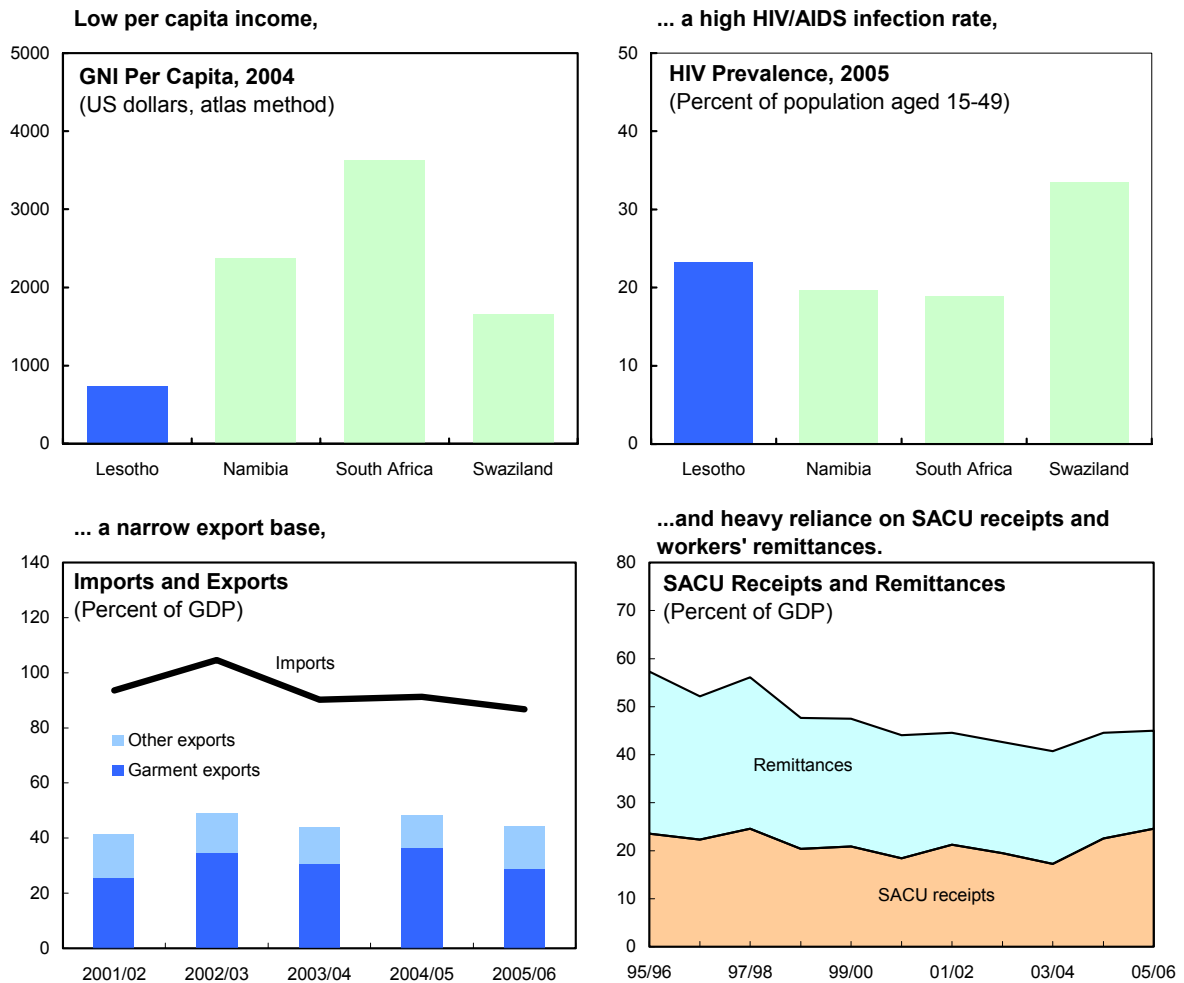 Low per capita income,
GNI Per Capita, 2004
(US dollars, atlas method)
5000
4000
3000
2000
1000
0
Lesotho
Namibia
South Africa
Swaziland
... a high HIV/AIDS infection rate,
HIV Prevalence, 2005
(Percent of population aged 15-49)
50
40
30
20
10
0
Lesotho
Namibia
South Africa
Swaziland
... a narrow export base,
Imports and Exports
(Percent of GDP)
140
120
100
80
60
40
20
0
Imports
Other exports
Garment exports
2001/02
2002/03
2003/04
2004/05
2005/06
...and heavy reliance on SACU receipts and
workers' remittances.
SACU Receipts and Remittances
(Percent of GDP)
80
70
60
50
40
30
20
10
0
Remittances
SACU receipts
95/96
97/98
99/00
01/02
03/04
05/06